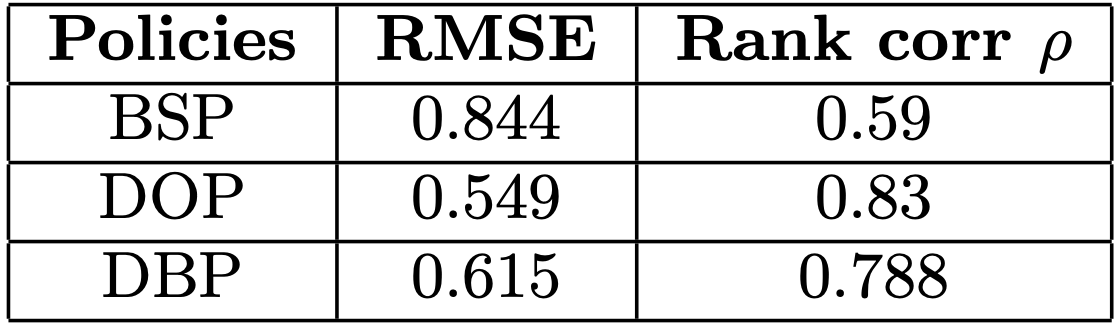 Policies RMSE Rank corr ρ
BSP 0.844 0.59
DOP 0.549 0.83
DBP 0.615 0.788